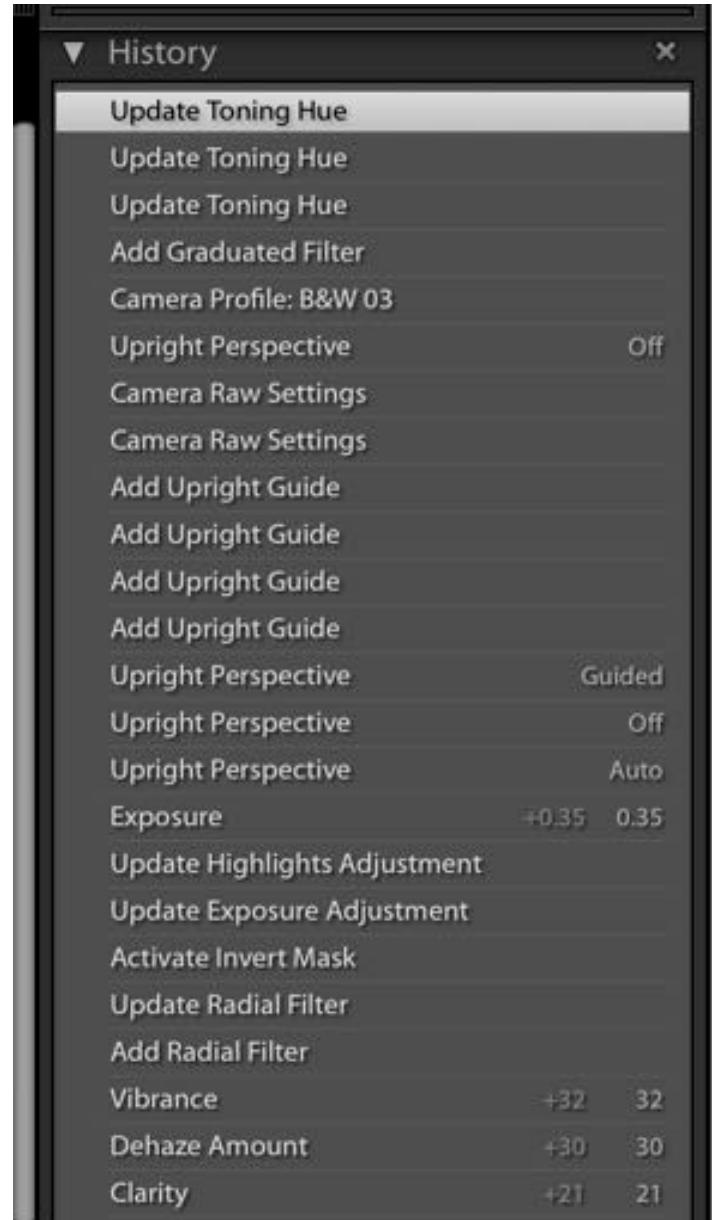 History
Update Toning Hue
Update Toning Hue
Update Toning Hue
Add Graduated Filter
Camera Profile: B&W 03
Upright Perspective Off
Camera Raw Settings
Camera Raw Settings
Add Upright Guide
Add Upright Guide
Add Upright Guide
Add Upright Guide
Upright Perspective Guided
Upright Perspective Off
Upright Perspective Auto
Exposure +0.35 0.35
Update Highlights Adjustment
Update Exposure Adjustment
Activate Invert Mask
Update Radial Filter
Add Radial Filter
Vibrance +32 32
Dehaze Amount +30 30
Clarity +21 21